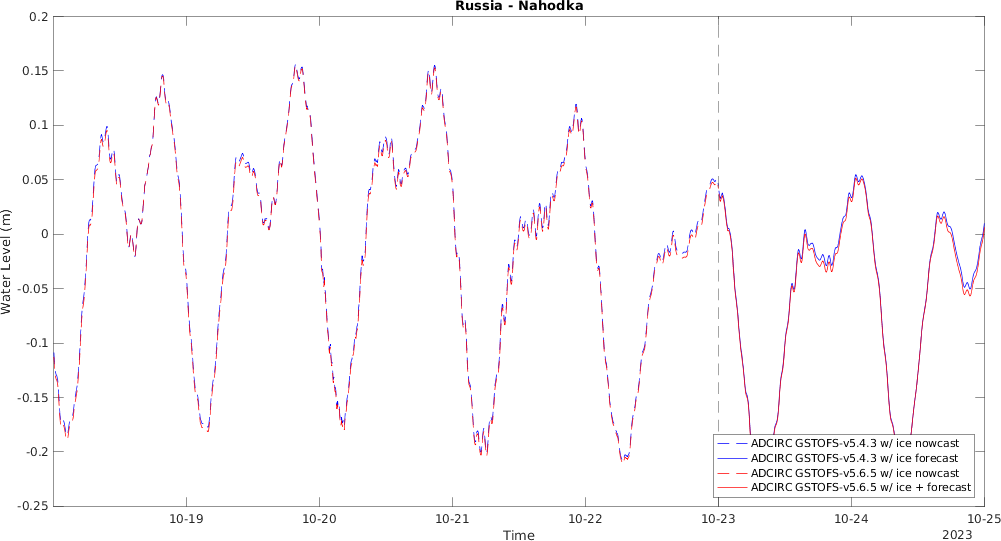 Russia - Nahodka
0.2
0.15
0.1
0.05
0
-0.05
-0.1
-0.15
-0.2
-0.25
Water Level (m)
ADCIRC GSTOFS-v5.4.3 w/ ice nowcast
ADCIRC GSTOFS-v5.4.3 w/ ice forecast
ADCIRC GSTOFS-v5.6.5 w/ ice nowcast
ADCIRC GSTOFS-v5.6.5 w/ ice + forecast
10-19 10-20 10-21 10-22 10-23 10-24 10-25
Time
2023